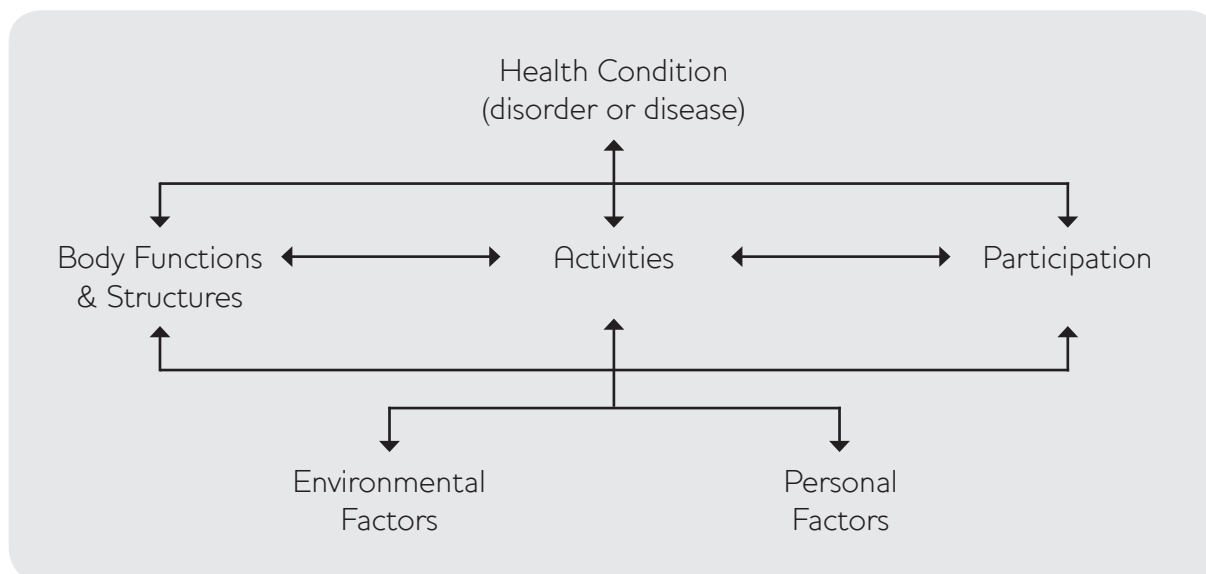 Health Condition
(disorder or disease)
Body Functions
& Structures
Activities
Participation
Environmental
Factors
Personal
Factors